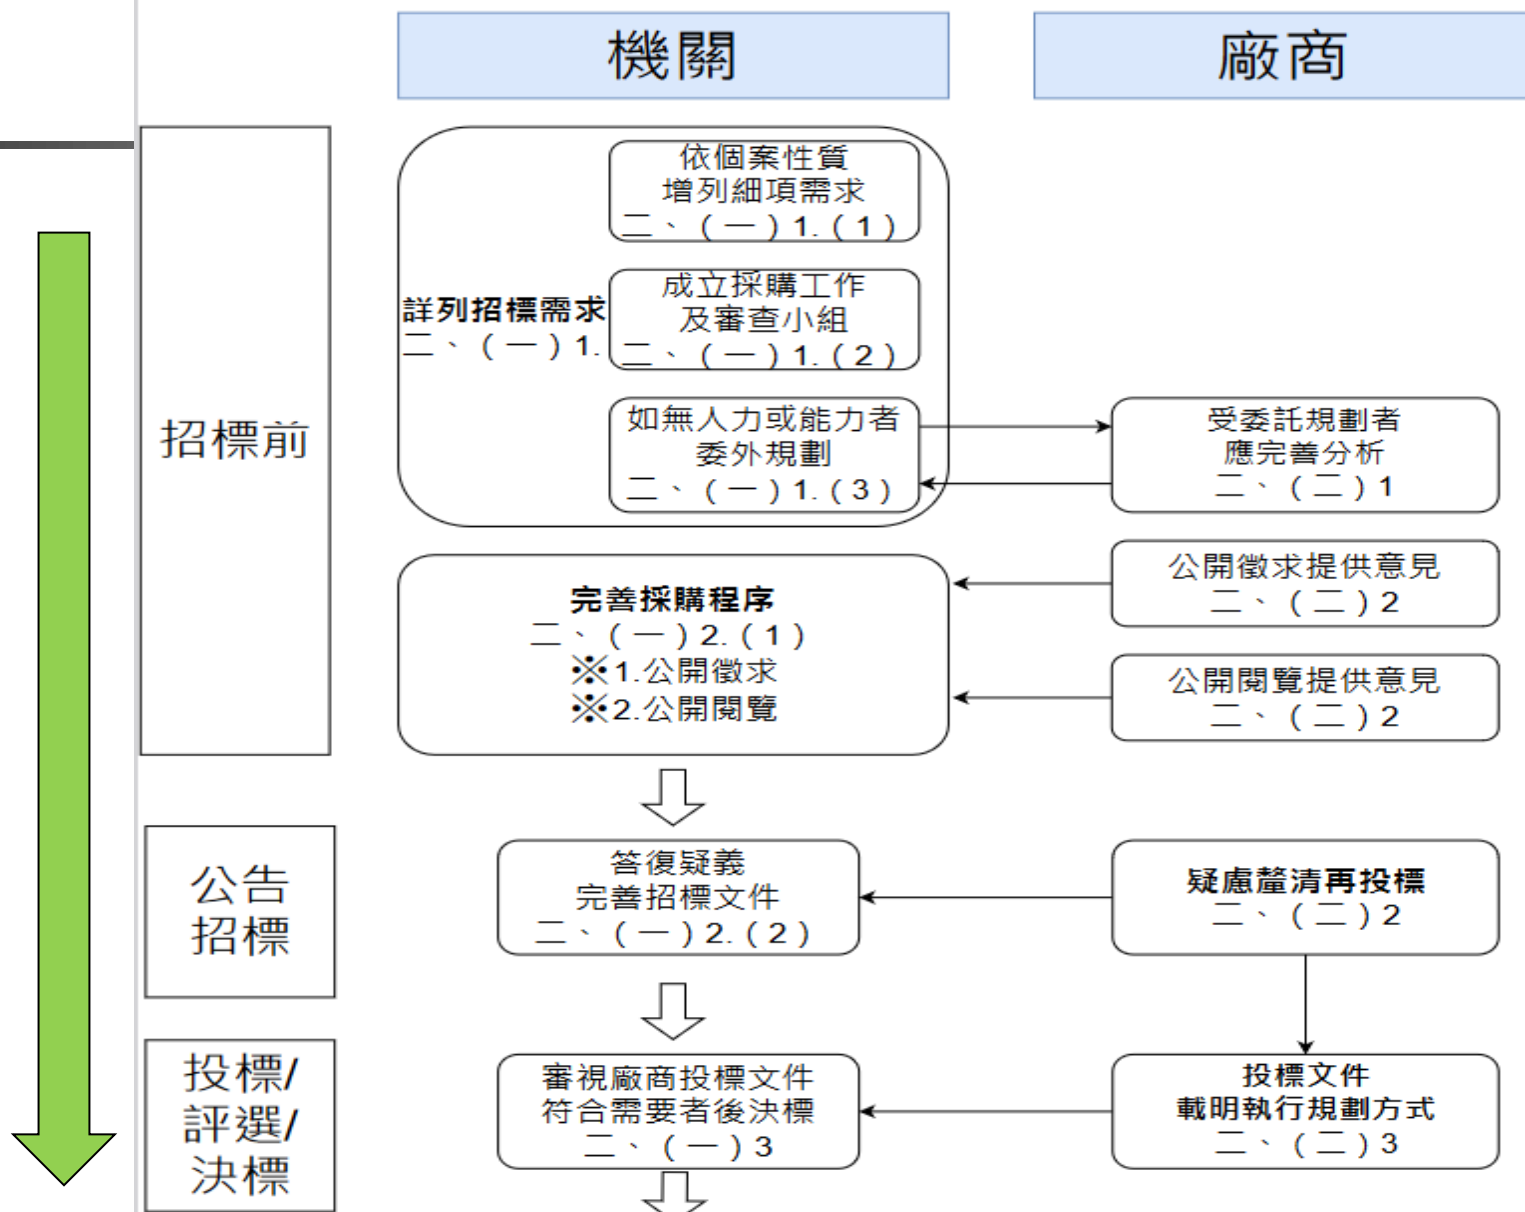 機關
廠商
招標前
詳列招標需求
二、（一）1.
依個案性質
增列細項需求
二、（一）1.（1）
成立採購工作
及審查小組
二、（一）1.（2）
如無人力或能力者
委外規劃
二、（一）1.（3）
受委託規劃者
應完善分析
二、（二）1
完善採購程序
二、（一）2.（1）
※1.公開徵求
※2.公開閱覽
公開徵求提供意見
二、（二）2
公開閱覽提供意見
二、（二）2
公告
招標
答復疑義
完善招標文件
二、（一）2.（2）
疑慮釐清再投標
二、（二）2
投標/
評選/
決標
審視廠商投標文件
符合需要者後決標
二、（一）3
投標文件
載明執行規劃方式
二、（二）3